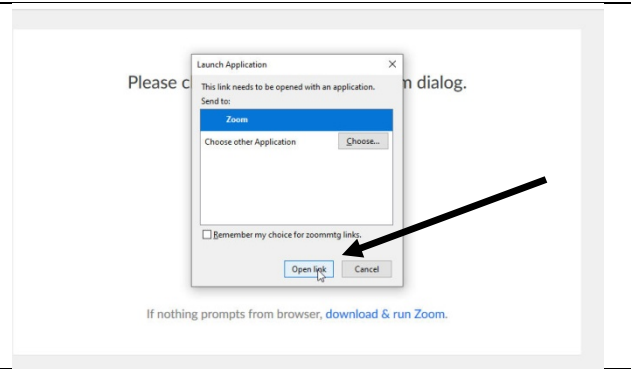 Launch Application
Please c
m dialog.
This link needs to be opened with an application.
Send to:
Zoom
Choose other Application
Choose...
Remember my choice for zoommtg links.
Open link
Cancel
If nothing prompts from browser, download & run Zoom.